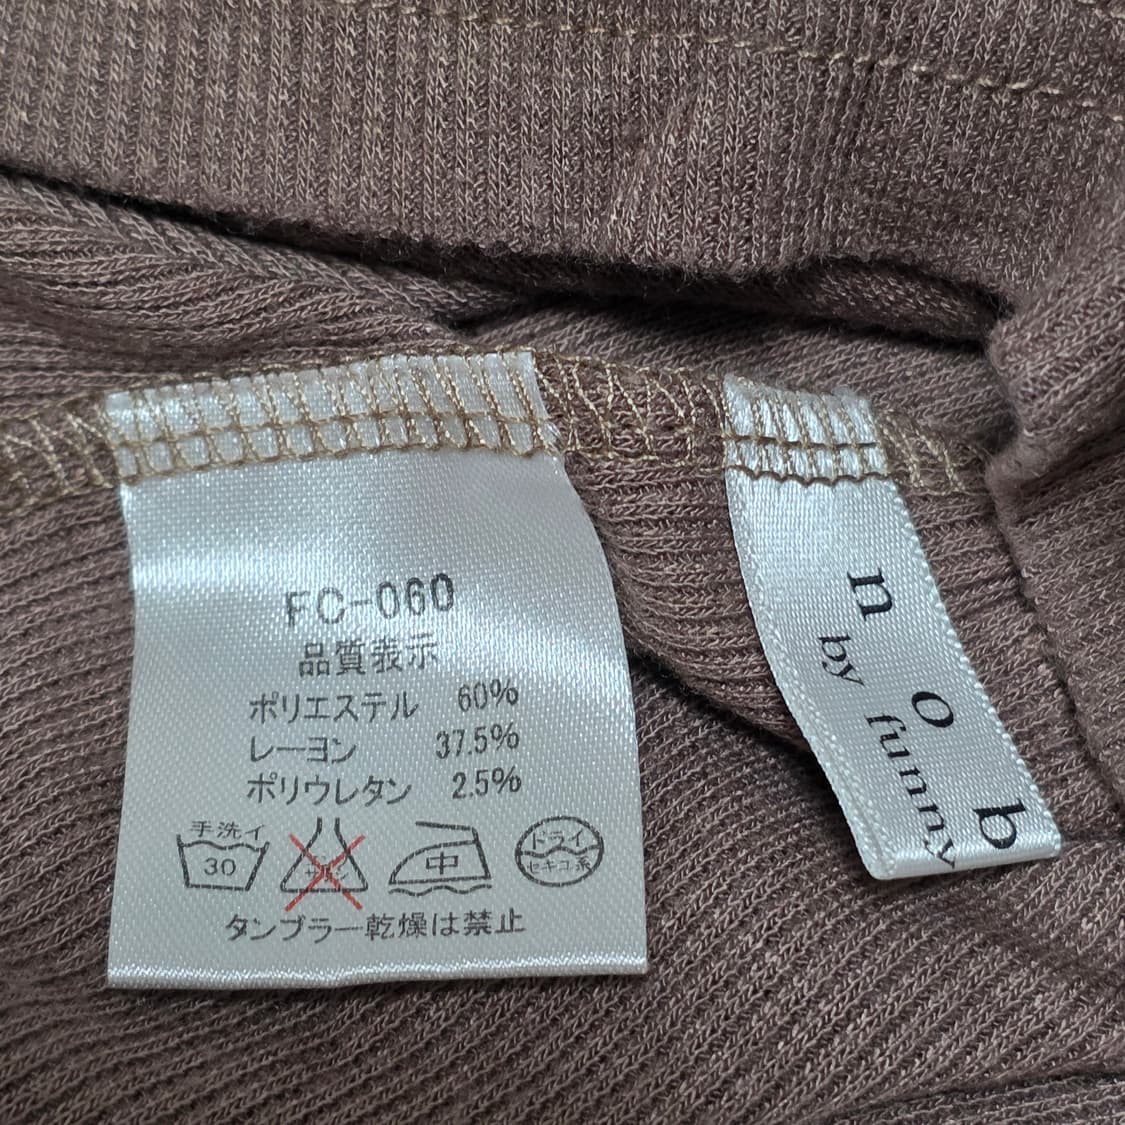 FC-060
品質表示
ポリエステル 60%
レーヨン 37.5%
ポリウレタン 2.5%
手洗イ
30
中
ドライ
セキユ系
タンブラー乾燥は禁止
n o b
by funny